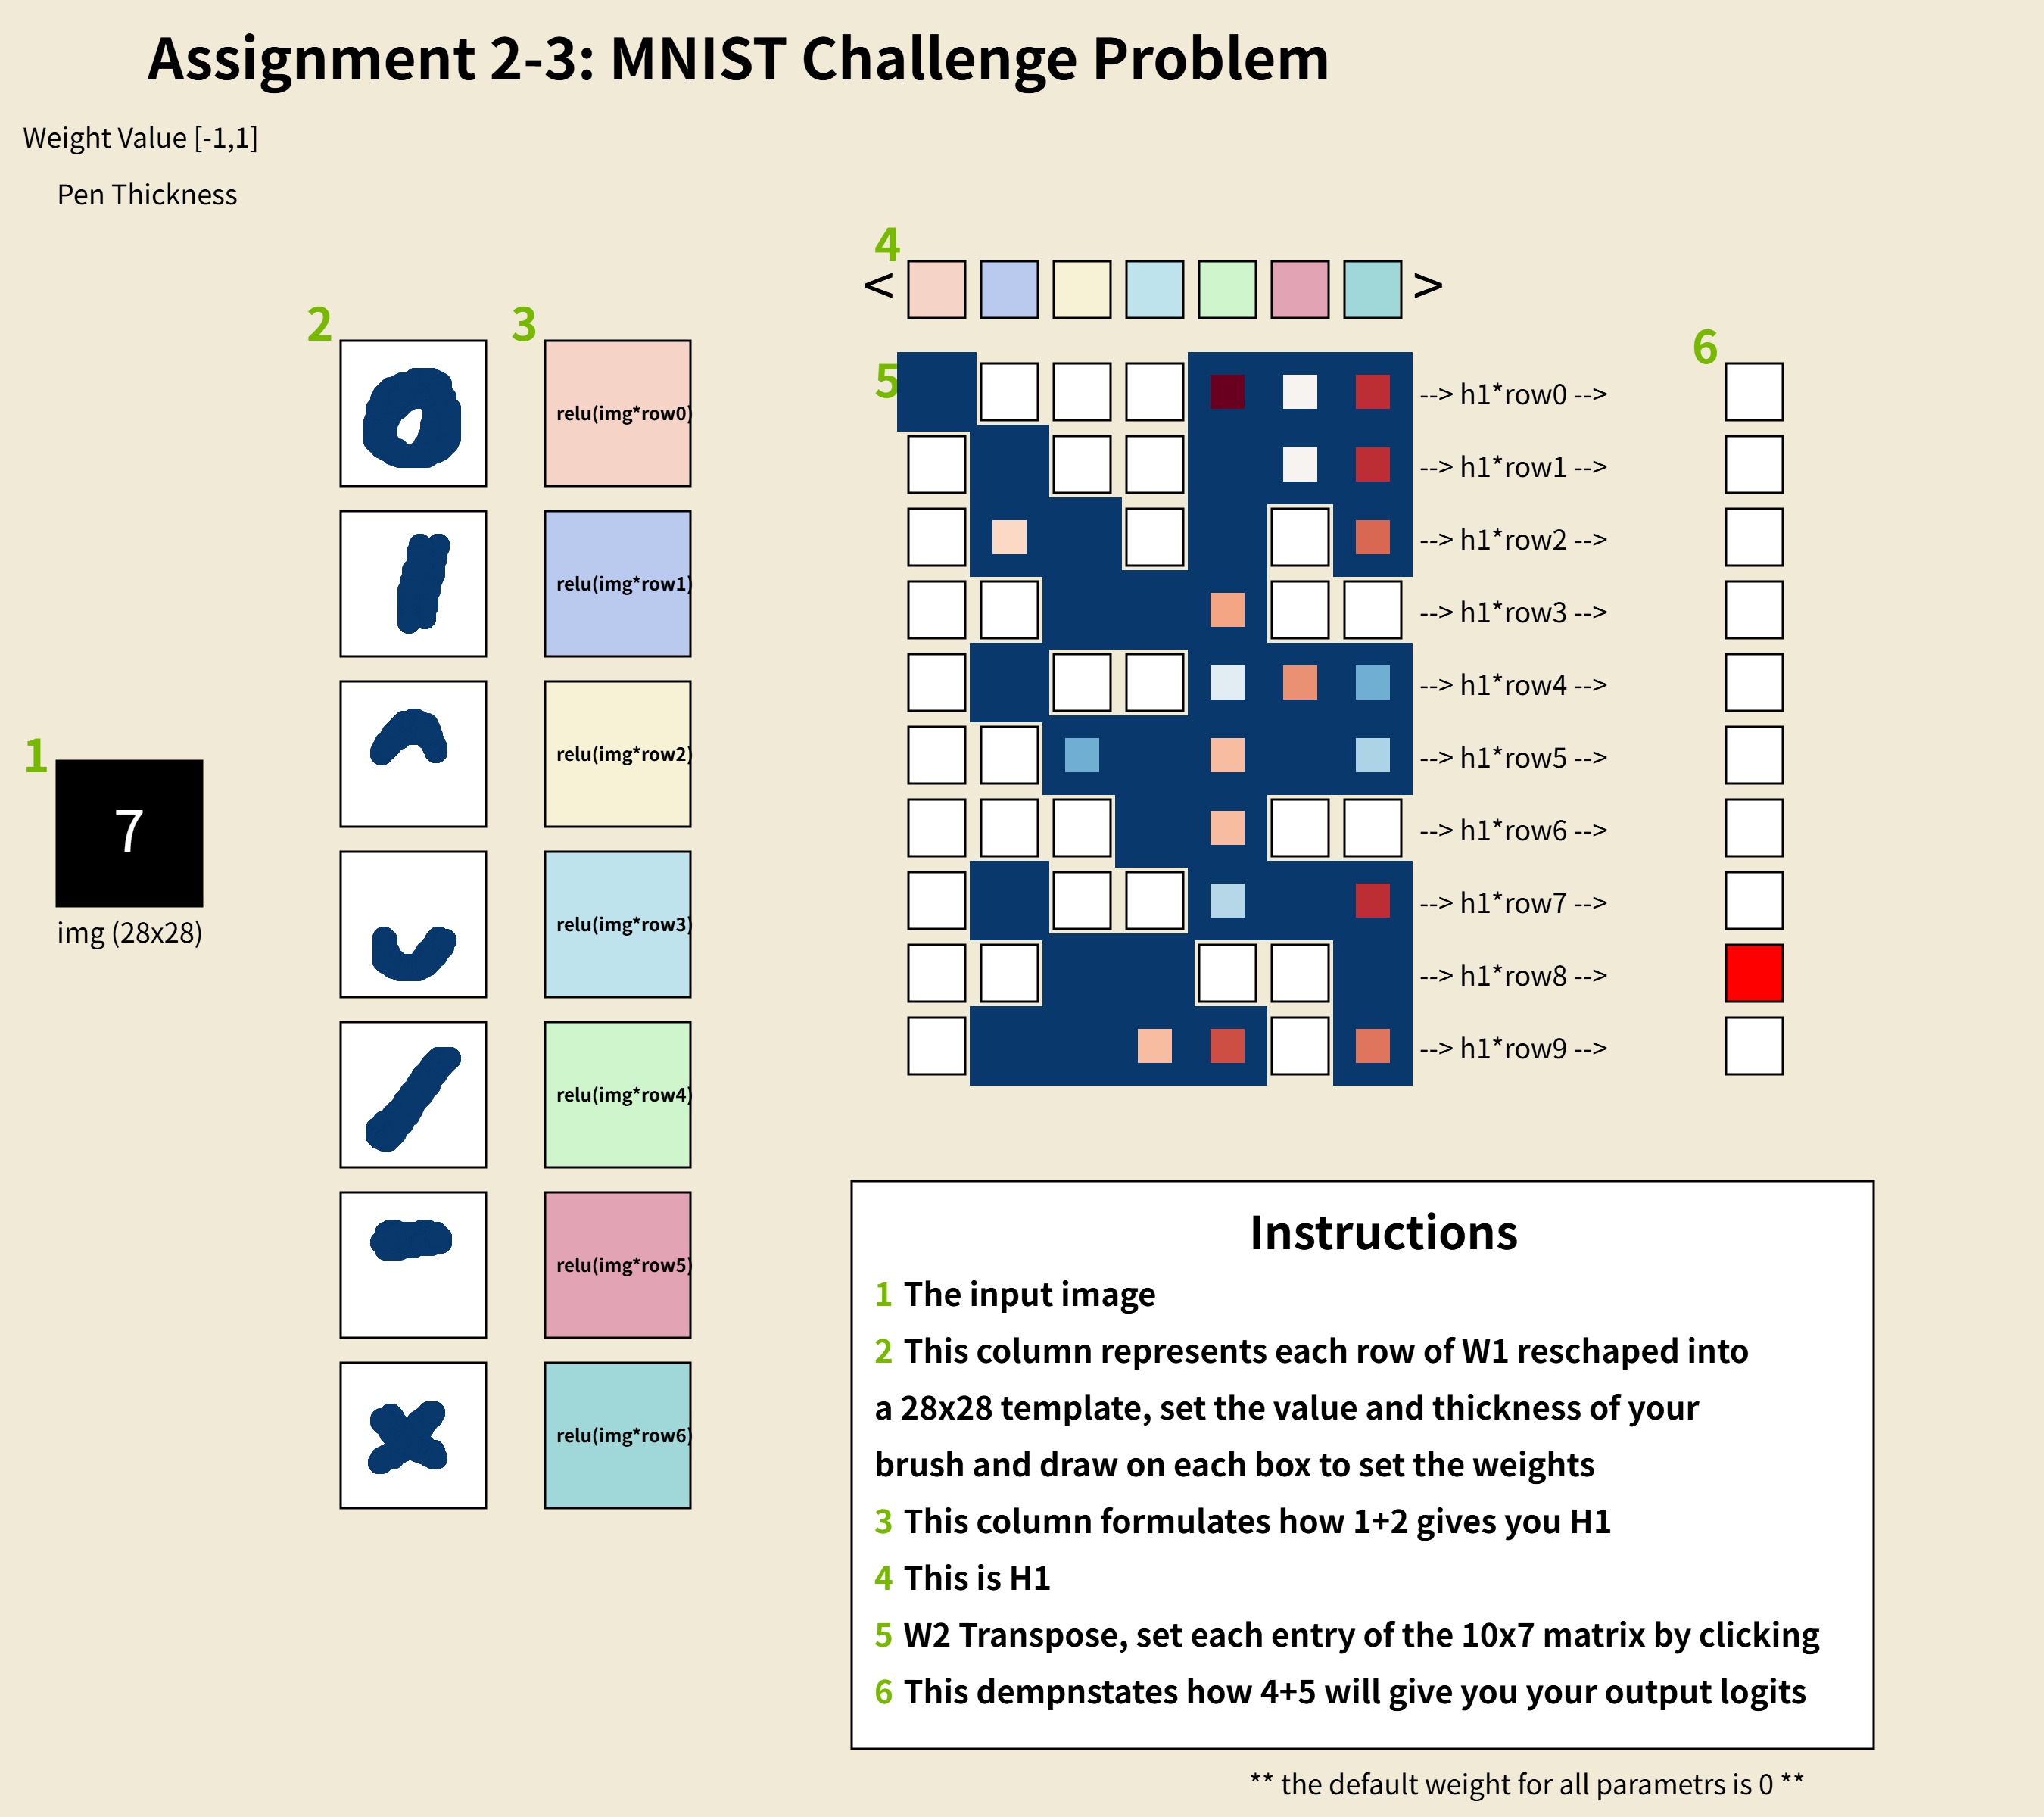 Assignment 2-3: MNIST Challenge Problem
Weight Value [-1,1]
Pen Thickness
4
< >
2 3
6
5
relu(img*row0)
--> h1*row0 -->
--> h1*row1 -->
--> h1*row2 -->
relu(img*row1)
--> h1*row3 -->
--> h1*row4 -->
relu(img*row2)
--> h1*row5 -->
1
7
--> h1*row6 -->
--> h1*row7 -->
img (28x28)
relu(img*row3)
--> h1*row8 -->
--> h1*row9 -->
relu(img*row4)
relu(img*row5)
relu(img*row6)
Instructions
1 The input image
2 This column represents each row of W1 reschaped into
a 28x28 template, set the value and thickness of your
brush and draw on each box to set the weights
3 This column formulates how 1+2 gives you H1
4 This is H1
5 W2 Transpose, set each entry of the 10x7 matrix by clicking
6 This dempnstates how 4+5 will give you your output logits
** the default weight for all parametrs is 0 **